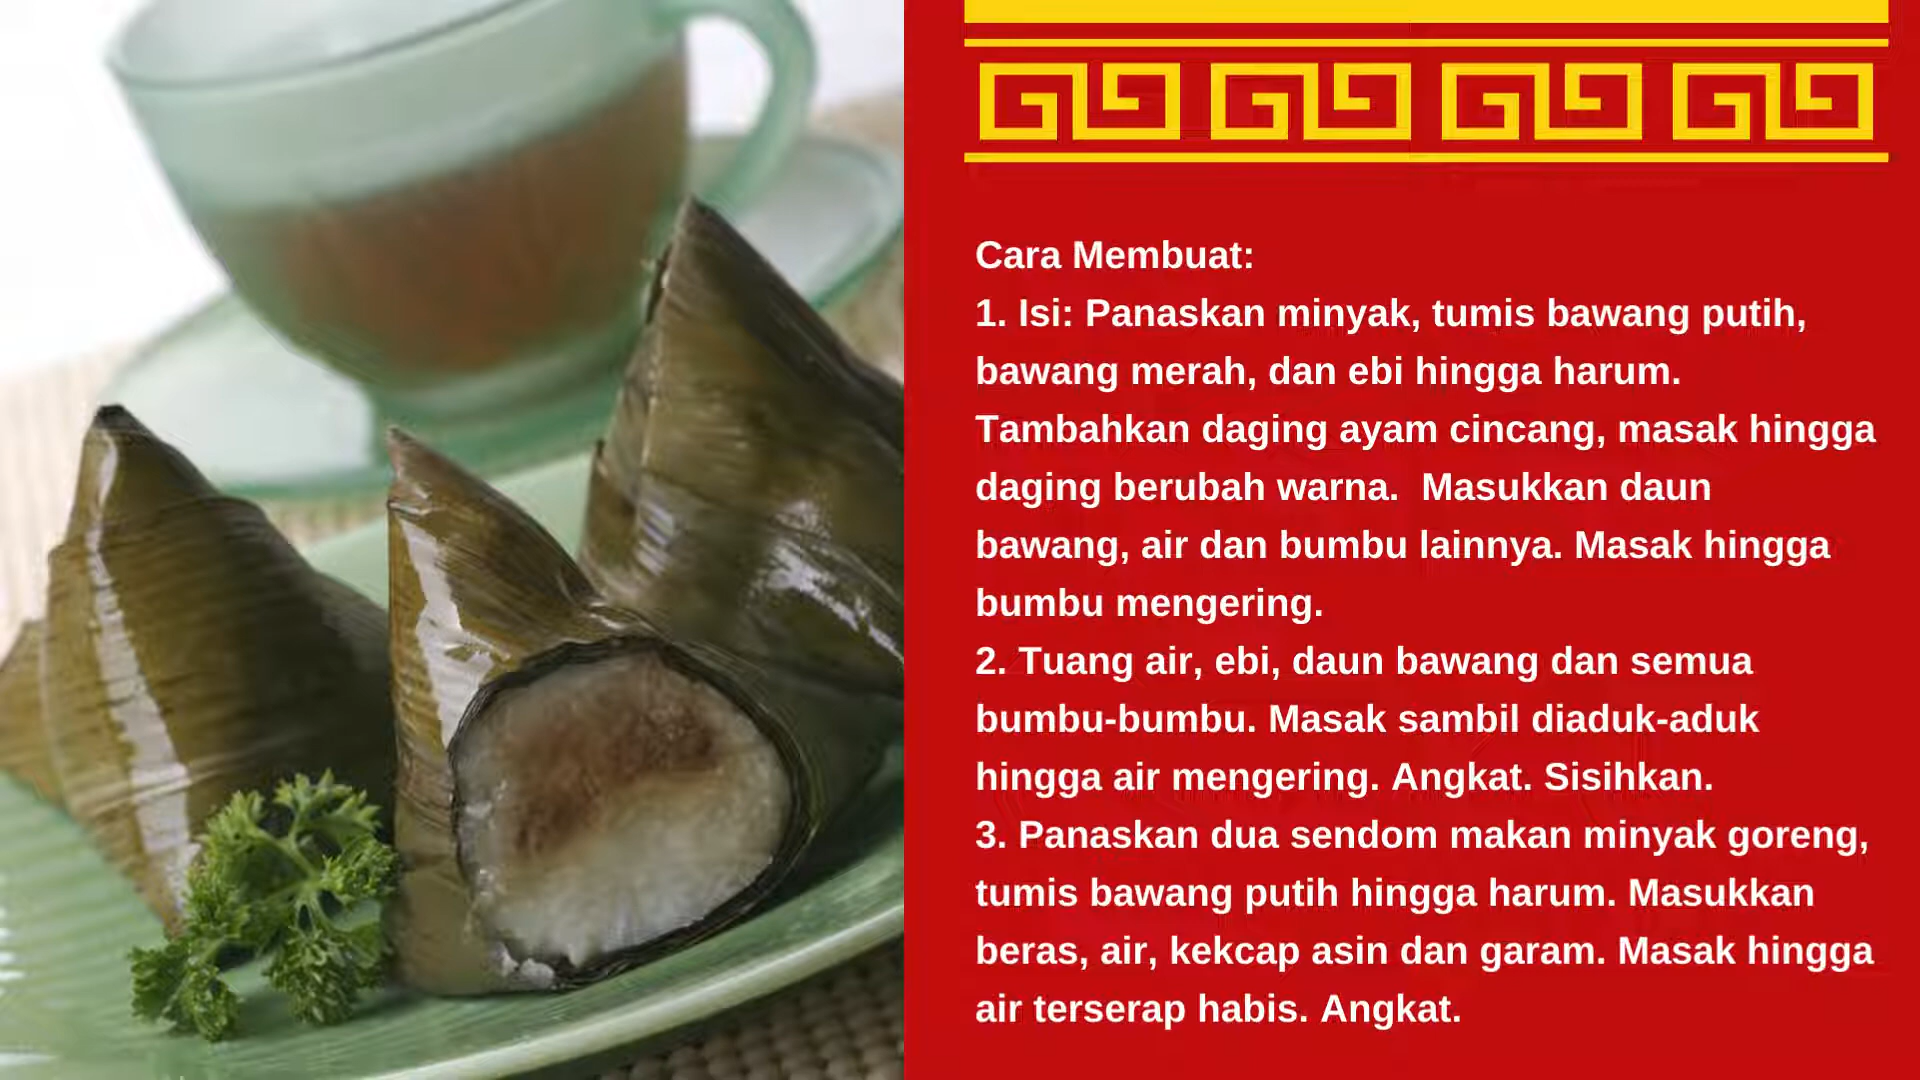 Cara Membuat:
1. Isi: Panaskan minyak, tumis bawang putih,
bawang merah, dan ebi hingga harum.
Tambahkan daging ayam cincang, masak hingga
daging berubah warna.  Masukkan daun
bawang, air dan bumbu lainnya. Masak hingga
bumbu mengering.
2. Tuang air, ebi, daun bawang dan semua
bumbu-bumbu. Masak sambil diaduk-aduk
hingga air mengering. Angkat. Sisihkan.
3. Panaskan dua sendom makan minyak goreng,
tumis bawang putih hingga harum. Masukkan
beras, air, kekcap asin dan garam. Masak hingga
air terserap habis. Angkat.